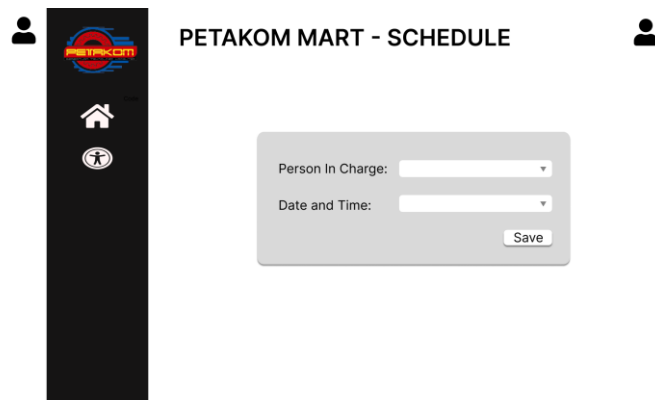 PETAKOM
PETAKOM MART - SCHEDULE
Person In Charge:
Date and Time:
Save